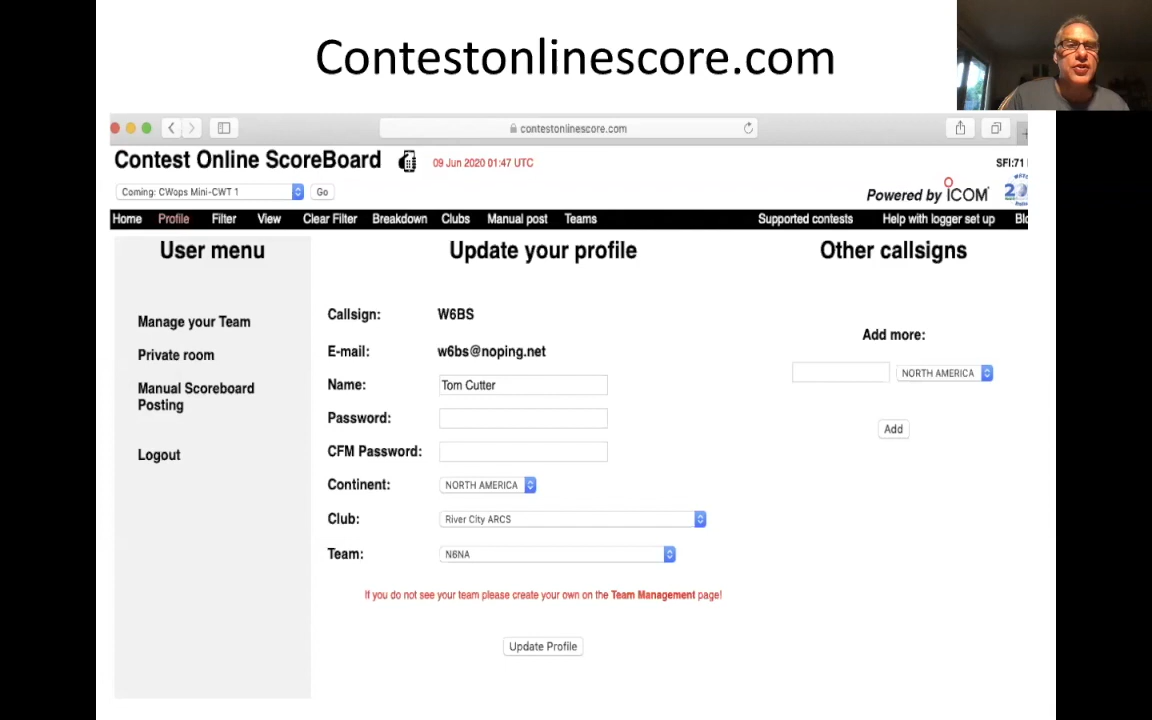 Contestonlinescore.com
contestonlinescore.com
Contest Online ScoreBoard
09 Jun 2020 01:47 UTC
SFI:71
Coming: CWops Mini-CWT 1
Go
Powered by ICOM
Home Profile Filter View Clear Filter Breakdown Clubs Manual post Teams Supported contests Help with logger set up Blo
User menu
Update your profile
Other callsigns
Manage your Team
Private room
Manual Scoreboard
Posting
Logout
Callsign: W6BS
E-mail: w6bs@noping.net
Name: Tom Cutter
Password:
CFM Password:
Continent: NORTH AMERICA
Club: River City ARCS
Team: N6NA
If you do not see your team please create your own on the Team Management page!
Update Profile
Add more:
NORTH AMERICA
Add